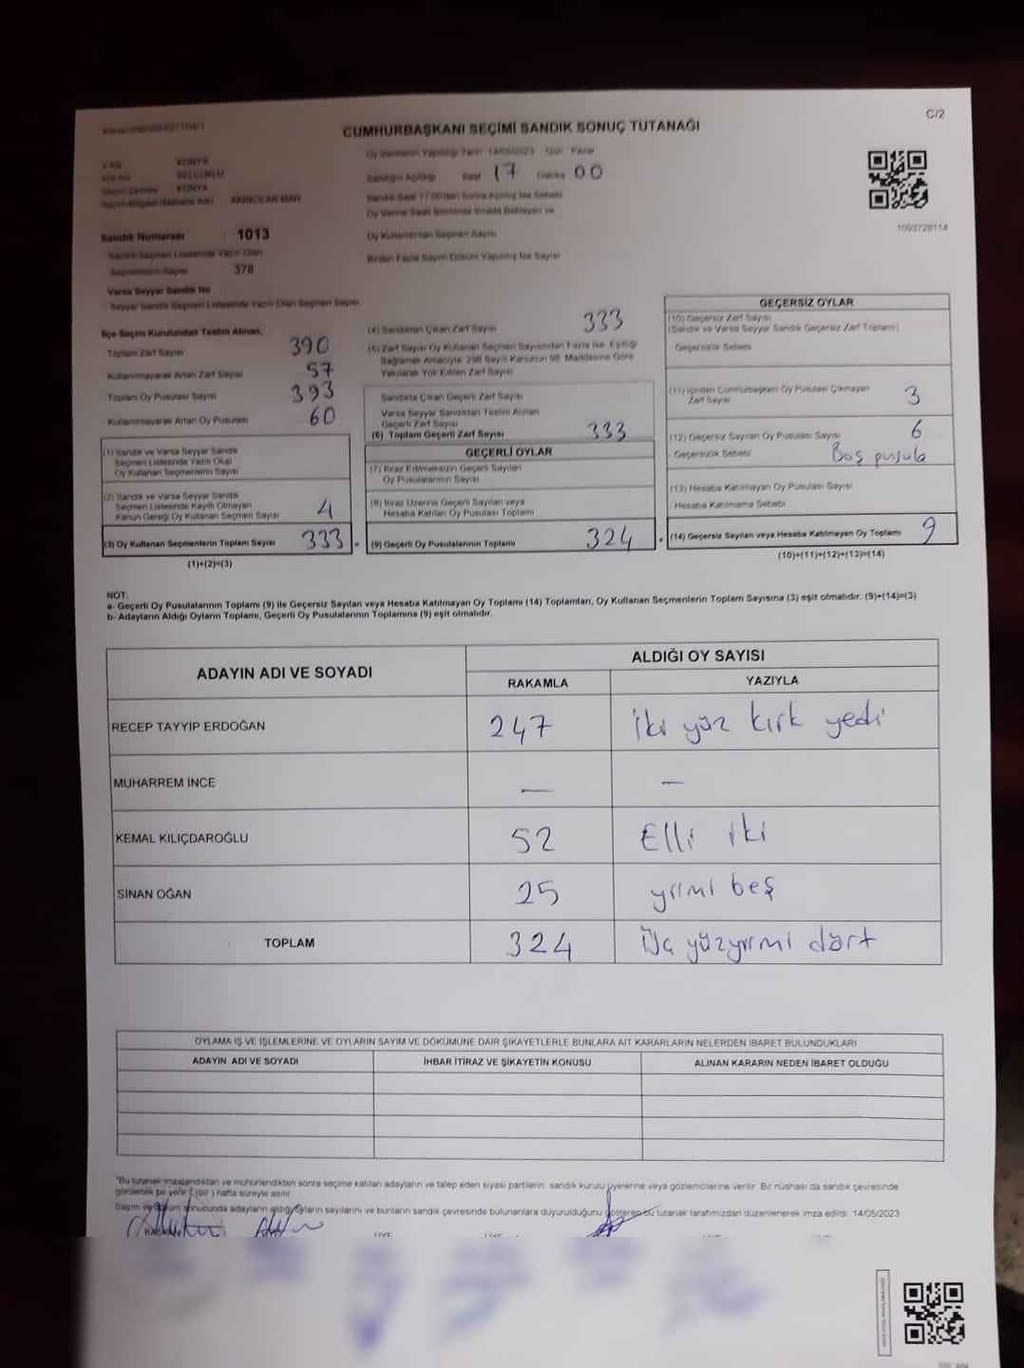 C/2
CUMHURBAŞKANI SEÇİMİ SANDIK SONUÇ TUTANAĞI
Oy Verme'nin Yapıldığı Tarih 14/05/2023 Gün Pazar
KONYA
Sandığın Açıldığı Saat 17 Dakika 00
SELÇUKLU
KONYA
AKINCILAR MAH.
Sandık Numarası : 1013
1093728114
Sandık Seçmen Listesinde Yazılı Olan
Seçmenlerin Sayısı 378
Varsa Seyyar Sandık No
Seyyar Sandık Seçmen Listesinde Yazılı Olan Seçmen Sayısı
İlçe Seçim Kurulundan Teslim Alınan;
Toplam Zarf Sayısı 390
Kullanılmayarak Artan Zarf Sayısı 57
Toplam Oy Pusulası Sayısı 393
Kullanılmayarak Artan Oy Pusulası 60
(1) Sandık ve Varsa Seyyar Sandık
Seçmen Listesinde Yazılı Olup
Oy Kullanan Seçmenlerin Sayısı
(2) Sandık ve Varsa Seyyar Sandık
Seçmen Listesinde Kayıtlı Olmayan
Kanun Gereği Oy Kullanan Seçmen Sayısı 4
(3) Oy Kullanan Seçmenlerin Toplam Sayısı 333
(1)+(2)=(3)
(4) Sandıktan Çıkan Zarf Sayısı 333
(5) Zarf Sayısı Oy Kullanan Seçmen Sayısından Fazla İse, Eşitliği
Sağlamak Amacıyla 298 Sayılı Kanunun 98. Maddesine Göre
Yakılarak Yok Edilen Zarf Sayısı
Sandıkta Çıkan Geçerli Zarf Sayısı
Varsa Seyyar Sandıktan Teslim Alınan
Geçerli Zarf Sayısı
(6) Toplam Geçerli Zarf Sayısı 333
GEÇERLİ OYLAR
(7) İtiraz Edilmeksizin Geçerli Sayılan
Oy Pusulalarının Sayısı
(8) İtiraz Üzerine Geçerli Sayılan veya
Hesaba Katılan Oy Pusulası Toplamı
(9) Geçerli Oy Pusulalarının Toplamı 324
GEÇERSİZ OYLAR
(10) Geçersiz Zarf Sayısı
(Sandık ve Varsa Seyyar Sandık Geçersiz Zarf Toplamı)
Geçersizlik Sebebi
(11) İçinden Cumhurbaşkanı Oy Pusulası Çıkmayan
Zarf Sayısı 3
(12) Geçersiz Sayılan Oy Pusulası Sayısı 6
Geçersizlik Sebebi Boş pusula
(13) Hesaba Katılmayan Oy Pusulası Sayısı
Hesaba Katılmama Sebebi
(14) Geçersiz Sayılan veya Hesaba Katılmayan Oy Toplamı 9
(10)+(11)+(12)+(13)=(14)
NOT:
a- Geçerli Oy Pusulalarının Toplamı (9) ile Geçersiz Sayılan veya Hesaba Katılmayan Oy Toplamı (14) Toplamları, Oy Kullanan Seçmenlerin Toplam Sayısına (3) eşit olmalıdır. (9)+(14)=(3)
b- Adayların Aldığı Oyların Toplamı, Geçerli Oy Pusulalarının Toplamına (9) eşit olmalıdır.
ADAYIN ADI VE SOYADI
ALDIĞI OY SAYISI
RAKAMLA YAZIYLA
RECEP TAYYİP ERDOĞAN 247 İki yüz kırk yedi
MUHARREM İNCE — —
KEMAL KILIÇDAROĞLU 52 Elli iki
SİNAN OĞAN 25 yrimi beş
TOPLAM 324 Üç yüzyrmi dört
OYLAMA İŞ VE İŞLEMLERİNE VE OYLARIN SAYIM VE DÖKÜMÜNE DAİR ŞİKAYETLERLE BUNLARA AİT KARARLARIN NELERDEN İBARET BULUNDUKLARI
ADAYIN ADI VE SOYADI İHBAR İTİRAZ VE ŞİKAYETİN KONUSU ALINAN KARARIN NEDEN İBARET OLDUĞU
"Bu tutanak imzalandıktan ve mühürlendikten sonra seçime katılan adayların ve talep eden siyasi partilerin sandık kurulu üyelerine veya gözlemcilerine verilir. Bir nüshası da sandık çevresinde
görülebilir bir yerde (bir) hafta süreyle asılır.
Sayım ve döküm sonucunda adayların aldığı oyların sayılarını ve bunların sandık çevresinde bulunanlara duyurulduğunu gösteren bu tutanak tarafımızdan düzenlenerek imza edildi. 14/05/2023